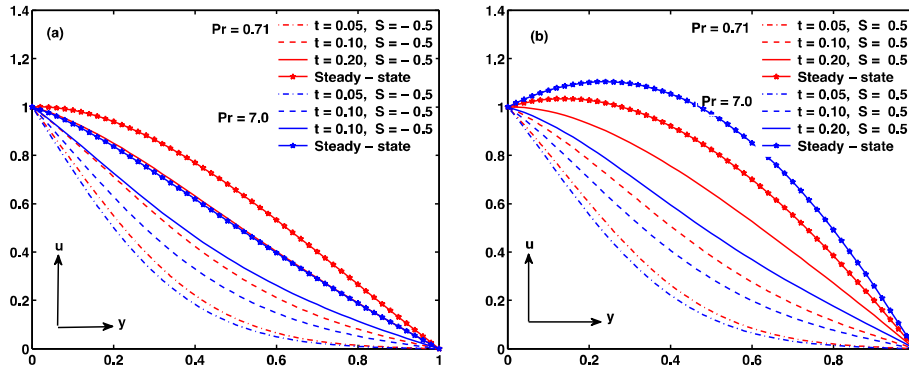 1.4
1.2
1
0.8
0.6
0.4
0.2
0
(a)
Pr = 0.71
t = 0.05, S = – 0.5
t = 0.10, S = – 0.5
t = 0.20, S = – 0.5
Steady – state
Pr = 7.0
t = 0.05, S = – 0.5
t = 0.10, S = – 0.5
t = 0.10, S = – 0.5
Steady – state
u
y
0 0.2 0.4 0.6 0.8 1
1.4
1.2
1
0.8
0.6
0.4
0.2
0
(b)
Pr = 0.71
t = 0.05, S = 0.5
t = 0.10, S = 0.5
t = 0.20, S = 0.5
Steady – state
Pr = 7.0
t = 0.05, S = 0.5
t = 0.10, S = 0.5
t = 0.20, S = 0.5
Steady – state
u
y
0 0.2 0.4 0.6 0.8